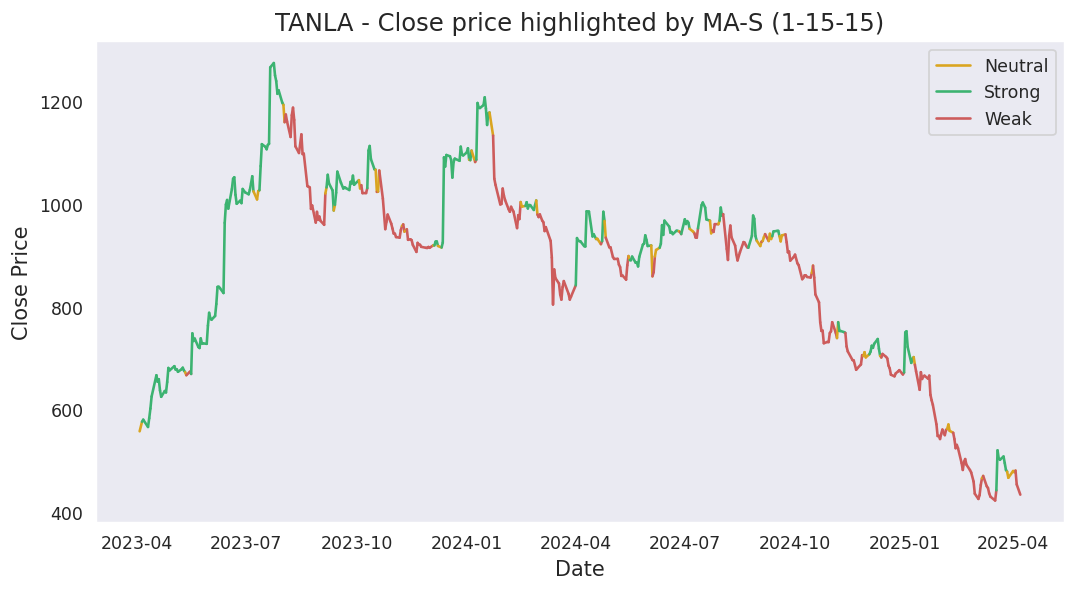 TANLA - Close price highlighted by MA-S (1-15-15)
Neutral
Strong
Weak
Close Price
1200
1000
800
600
400
2023-04 2023-07 2023-10 2024-01 2024-04 2024-07 2024-10 2025-01 2025-04
Date